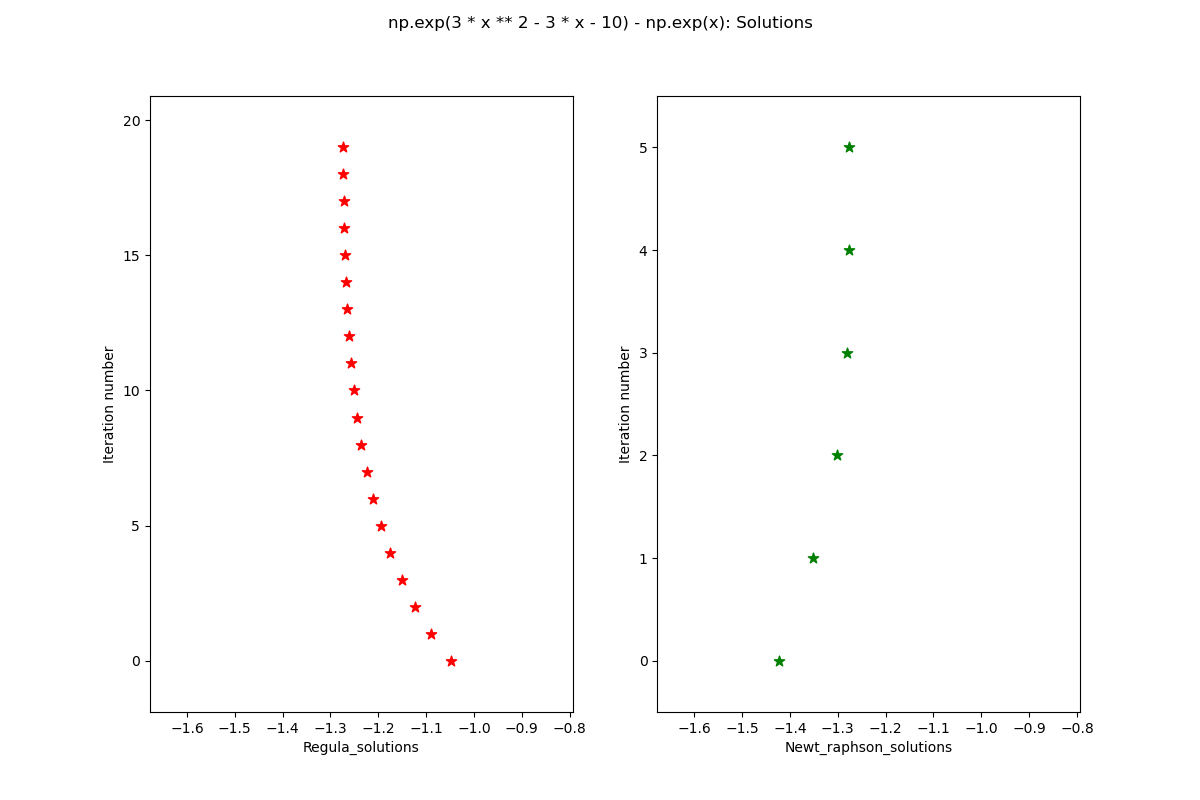 np.exp(3 * x ** 2 - 3 * x - 10) - np.exp(x): Solutions
20
15
10
5
0
Iteration number
−1.6 −1.5 −1.4 −1.3 −1.2 −1.1 −1.0 −0.9 −0.8
Regula_solutions
5
4
3
2
1
0
Iteration number
−1.6 −1.5 −1.4 −1.3 −1.2 −1.1 −1.0 −0.9 −0.8
Newt_raphson_solutions